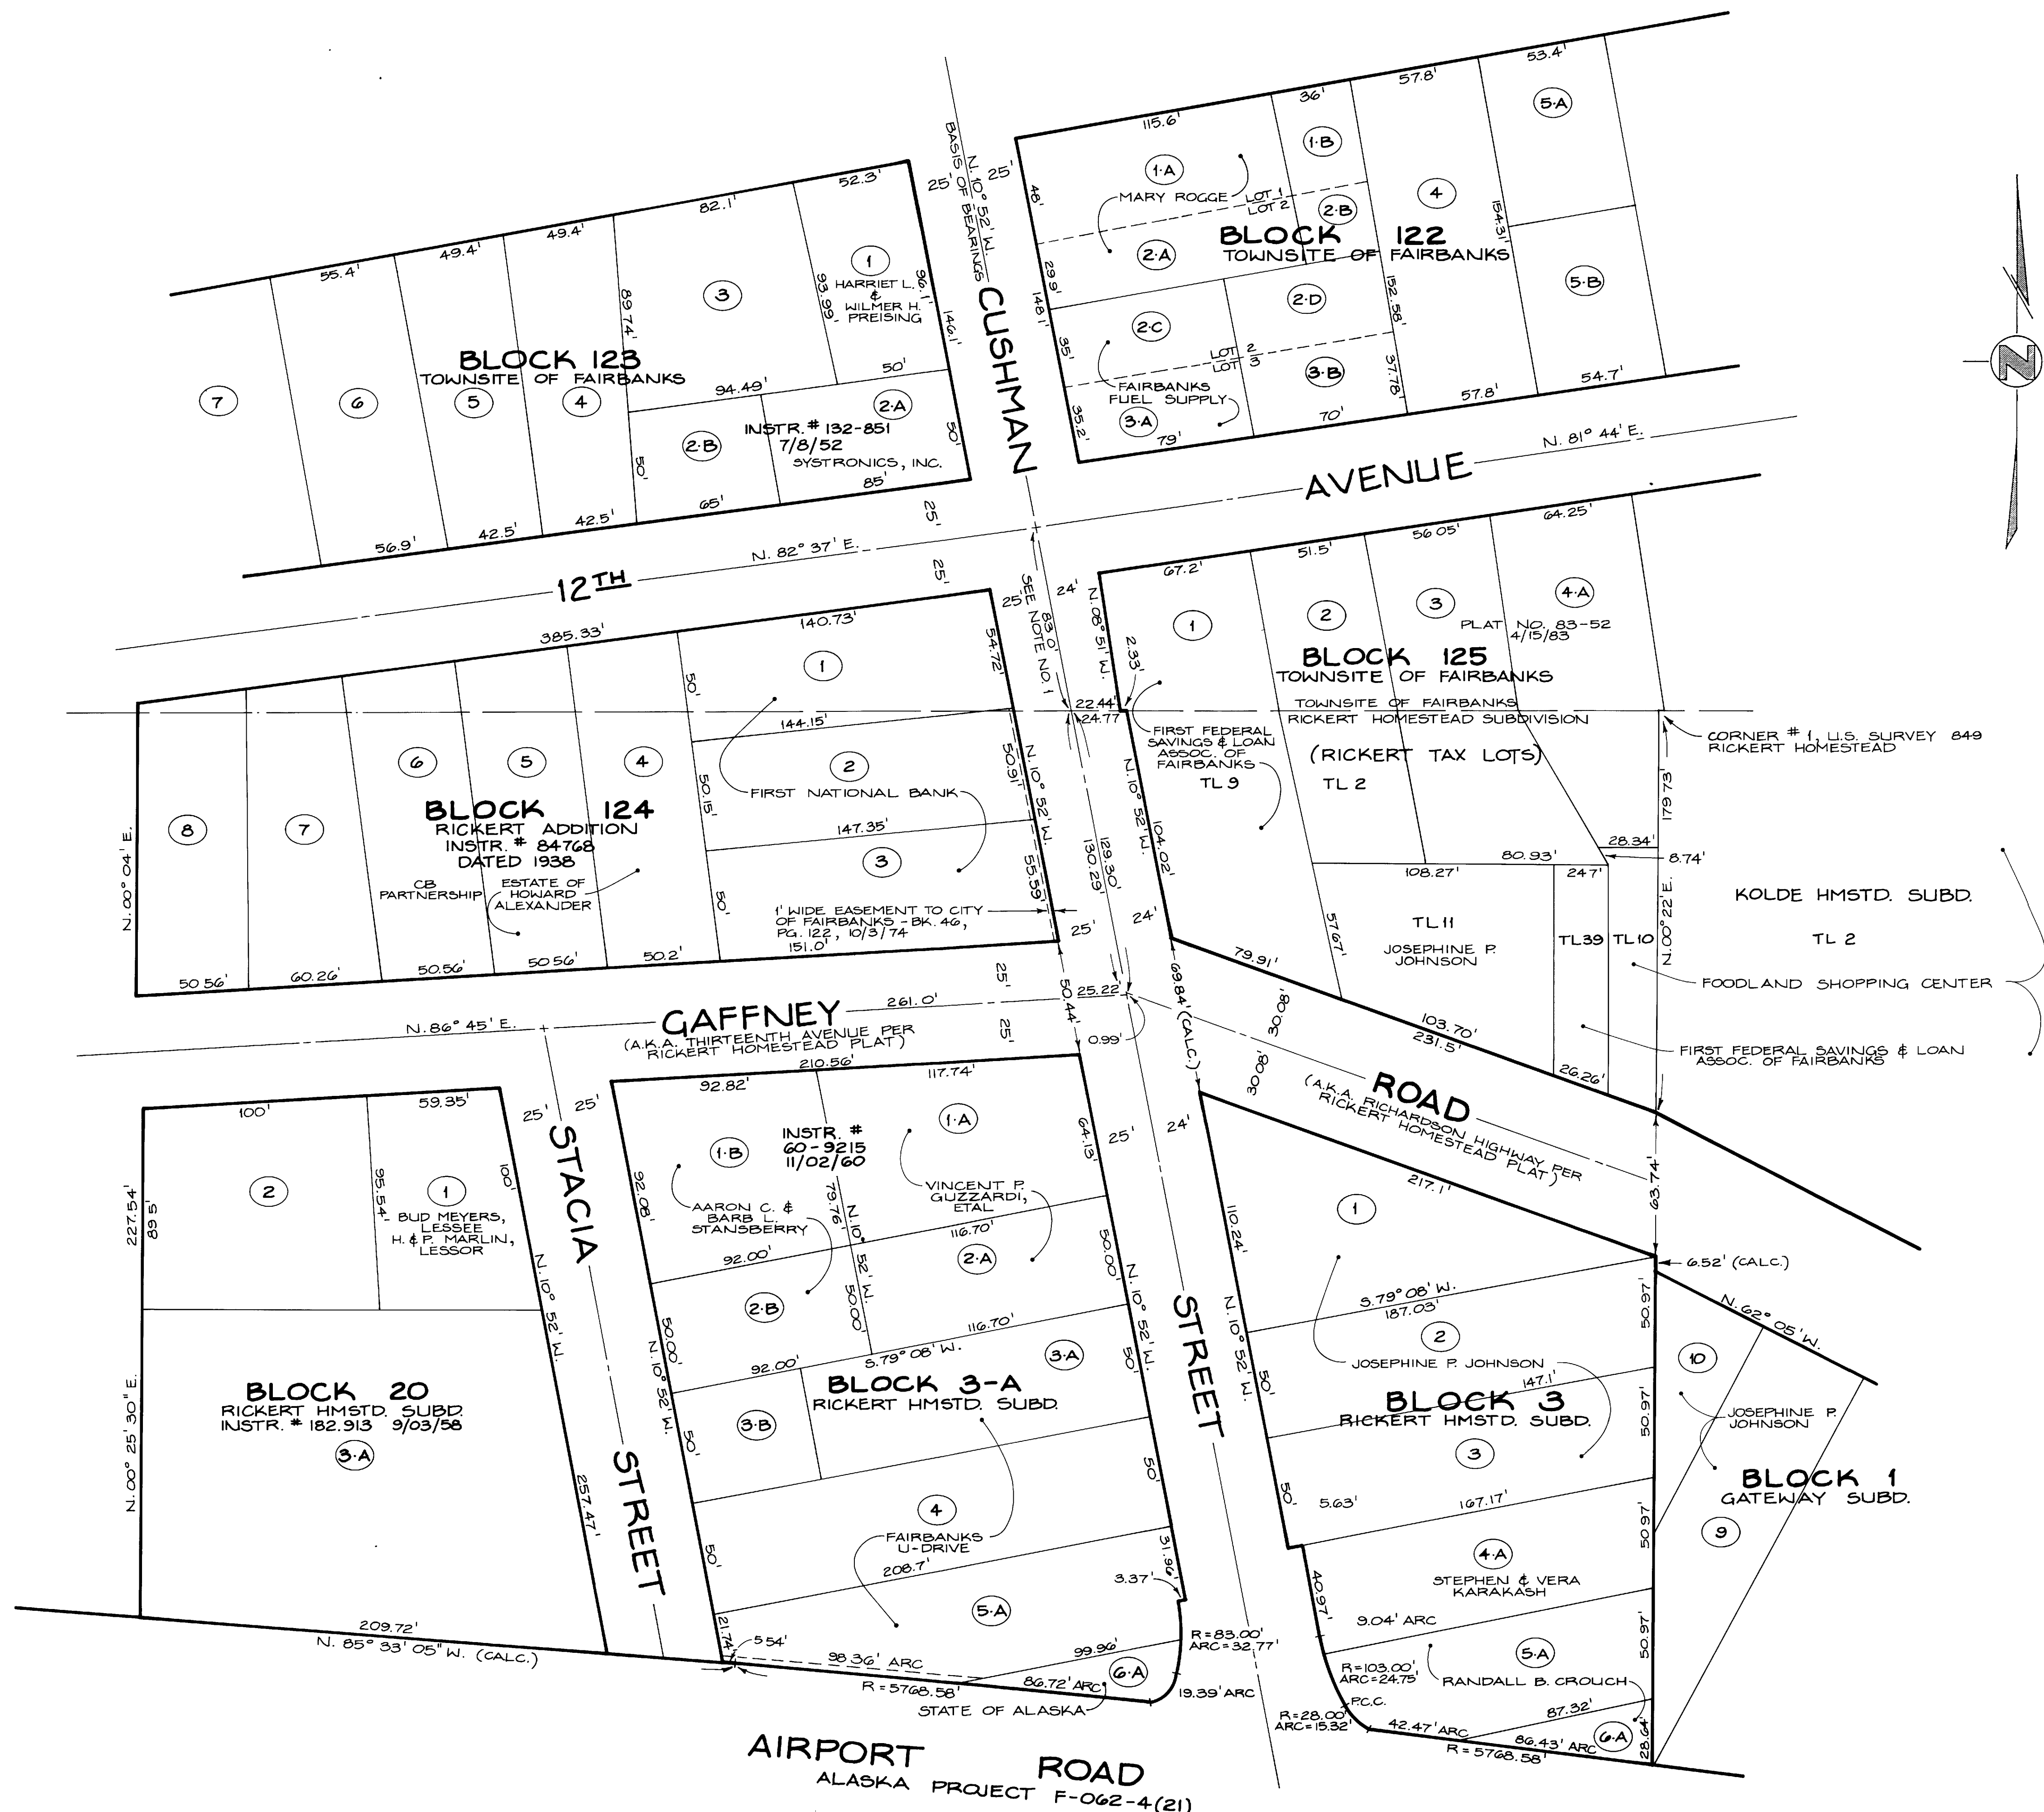 53.4'
57.8'
36'
115.6'
5-A
1-B
1-A
25'
25'
48'
MARY ROGGE
LOT 1
LOT 2
2-B
4
154.31'
2-A
BLOCK 122
TOWNSITE OF FAIRBANKS
29.9'
148.1'
2-D
152.58'
5-B
2-C
35'
LOT 2
LOT 3
3-B
37.78'
FAIRBANKS
FUEL SUPPLY
35.2'
3-A
79'
70'
57.8'
54.7'
N. 10° 52' W.
BASIS OF BEARINGS
CUSHMAN
52.3'
82.1'
49.4'
49.4'
55.4'
1
HARRIET L.
&
WILMER H.
PREISING
93.99'
96.1'
146.1'
3
89.74'
BLOCK 123
TOWNSITE OF FAIRBANKS
7
6
5
4
94.49'
50'
2-A
2-B
INSTR. # 132-851
7/8/52
SYSTRONICS, INC.
50'
50'
85'
65'
42.5'
42.5'
56.9'
N
N. 81° 44' E.
AVENUE
N. 82° 37' E.
12TH
25'
25'
25'
24'
SEE NOTE NO. 1
83.0'
64.25'
56.05'
51.5'
67.2'
N. 08° 51' W.
2.33'
22.44'
24.77
1
2
3
4-A
PLAT NO. 83-52
4/15/83
BLOCK 125
TOWNSITE OF FAIRBANKS
TOWNSITE OF FAIRBANKS
RICKERT HOMESTEAD SUBDIVISION
(RICKERT TAX LOTS)
FIRST FEDERAL
SAVINGS & LOAN
ASSOC. OF
FAIRBANKS
TL 9
TL 2
CORNER # 1, U.S. SURVEY 849
RICKERT HOMESTEAD
179.73'
N. 10° 52' W.
104.02'
129.30'
130.29'
28.34'
8.74'
80.93'
108.27'
24.7'
N. 00° 22' E.
KOLDE HMSTD. SUBD.
TL 2
TL 11
JOSEPHINE P.
JOHNSON
TL39
TL10
57.67'
FOODLAND SHOPPING CENTER
FIRST FEDERAL SAVINGS & LOAN
ASSOC. OF FAIRBANKS
79.91'
103.70'
231.5'
26.26'
385.33'
140.73'
54.72'
50'
1
144.15'
2
50.91'
N. 10° 52' W.
FIRST NATIONAL BANK
50.15'
147.35'
3
55.59'
50'
8
7
6
5
4
BLOCK 124
RICKERT ADDITION
INSTR. # 84768
DATED 1938
CB
PARTNERSHIP
ESTATE OF
HOWARD
ALEXANDER
N. 00° 04' E.
1' WIDE EASEMENT TO CITY
OF FAIRBANKS - BK. 46,
PG. 122, 10/3/74
151.0'
50.2'
50.56'
50.56'
60.26'
50.56'
25'
24'
25'
25'
50.44'
25.22'
0.99'
69.84' (CALC.)
30.08'
30.08'
261.0'
N. 86° 45' E.
GAFFNEY
(A.K.A. THIRTEENTH AVENUE PER
RICKERT HOMESTEAD PLAT)
ROAD
(A.K.A. RICHARDSON HIGHWAY PER
RICKERT HOMESTEAD PLAT)
63.74'
6.52' (CALC.)
100'
59.35'
25'
25'
2
95.54'
1
BUD MEYERS,
LESSEE
H. & P. MARLIN,
LESSOR
100'
227.54'
89.5'
N. 00° 25' 30" E.
BLOCK 20
RICKERT HMSTD. SUBD.
INSTR. # 182.913 9/03/58
3-A
N. 10° 52' W.
257.47'
209.72'
N. 85° 33' 05" W. (CALC.)
STACIA
STREET
210.56'
92.82'
117.74'
1-B
INSTR. #
60-9215
11/02/60
1-A
64.13'
25'
24'
92.08'
79.76'
AARON C. &
BARB L.
STANSBERRY
VINCENT P.
GUZZARDI,
ETAL
116.70'
92.00'
2-A
2-B
N. 10° 52' W.
50.00'
50.00'
50.00'
116.70'
S. 79° 08' W.
92.00'
3-A
3-B
BLOCK 3-A
RICKERT HMSTD. SUBD.
N. 10° 52' W.
N. 10° 52' W.
50'
50'
50'
50'
4
FAIRBANKS
U-DRIVE
208.7'
31.96'
3.37'
5-A
21.74'
5.54'
98.36' ARC
99.96'
R=83.00'
ARC=32.77'
6-A
86.72' ARC
R = 5768.58'
STATE OF ALASKA
19.39' ARC
STREET
217.1'
1
110.24'
S. 79° 08' W.
187.03'
2
JOSEPHINE P. JOHNSON
147.1'
BLOCK 3
RICKERT HMSTD. SUBD.
3
N. 10° 52' W.
50'
50'
5.63'
167.17'
4-A
STEPHEN & VERA
KARAKASH
40.97'
9.04' ARC
5-A
R=103.00'
ARC=24.75'
RANDALL B. CROUCH
P.C.C.
R=28.00'
ARC=15.32'
87.32'
42.47' ARC
86.43' ARC
R = 5768.58'
6-A
28.64'
50.97'
50.97'
50.97'
50.97'
N. 62° 05' W.
10
JOSEPHINE P.
JOHNSON
BLOCK 1
GATEWAY SUBD.
9
AIRPORT ROAD
ALASKA PROJECT F-062-4(21)